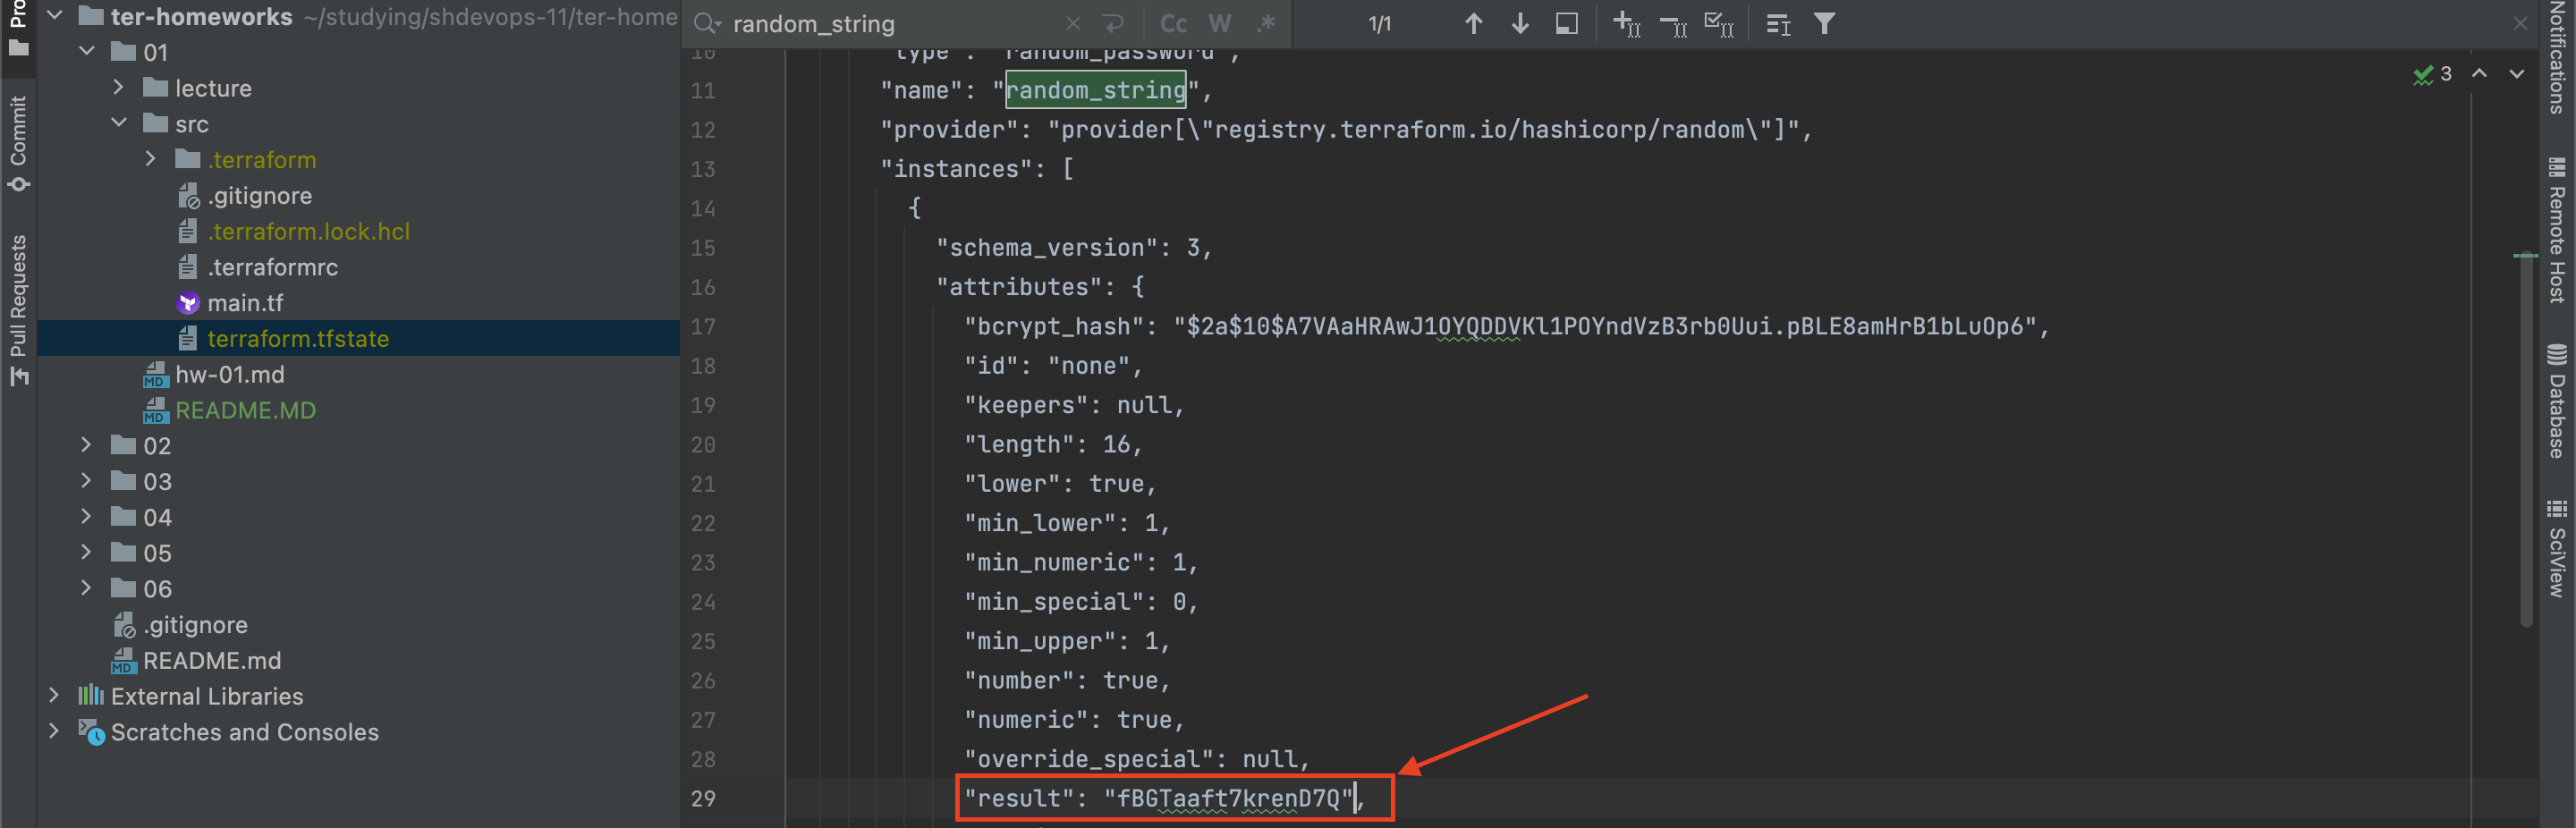 Pro
Commit
Pull Requests
ter-homeworks ~/studying/shdevops-11/ter-home
01
lecture
src
.terraform
.gitignore
.terraform.lock.hcl
.terraformrc
main.tf
terraform.tfstate
MD hw-01.md
MD README.MD
02
03
04
05
06
.gitignore
MD README.md
External Libraries
Scratches and Consoles
random_string
Cc W .*
1/1
3
10 "type": "random_password",
11 "name": "random_string",
12 "provider": "provider[\"registry.terraform.io/hashicorp/random\"]",
13 "instances": [
14 {
15 "schema_version": 3,
16 "attributes": {
17 "bcrypt_hash": "$2a$10$A7VAaHRAwJ1OYQDDVKl1POYndVzB3rb0Uui.pBLE8amHrB1bLuOp6",
18 "id": "none",
19 "keepers": null,
20 "length": 16,
21 "lower": true,
22 "min_lower": 1,
23 "min_numeric": 1,
24 "min_special": 0,
25 "min_upper": 1,
26 "number": true,
27 "numeric": true,
28 "override_special": null,
29 "result": "fBGTaaft7krenD7Q",
Notifications
Remote Host
Database
SciView